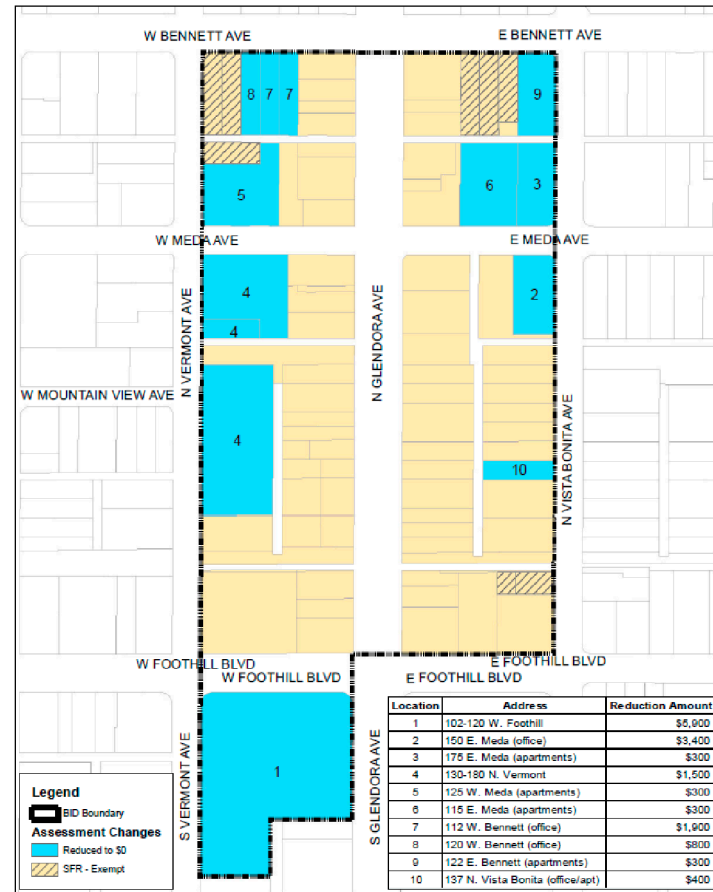 W BENNETT AVE
E BENNETT AVE
8
7
7
9
5
6
3
W MEDA AVE
E MEDA AVE
4
4
2
N VERMONT AVE
N GLENDORA AVE
N VISTA BONITA AVE
W MOUNTAIN VIEW AVE
4
10
W FOOTHILL BLVD
E FOOTHILL BLVD
W FOOTHILL BLVD
E FOOTHILL BLVD
1
S VERMONT AVE
S GLENDORA AVE
Legend
BID Boundary
Assessment Changes
Reduced to $0
SFR - Exempt
Location Address Reduction Amount
1 102-120 W. Foothill
2 150 E. Meda (office) $3,400
3 175 E. Meda (apartments) $300
4 130-180 N. Vermont $1,500
5 125 W. Meda (apartments) $300
6 115 E. Meda (apartments) $300
7 112 W. Bennett (office) $1,900
8 120 W. Bennett (office) $800
9 122 E. Bennett (apartments) $300
10 137 N. Vista Bonita (office/apt) $400